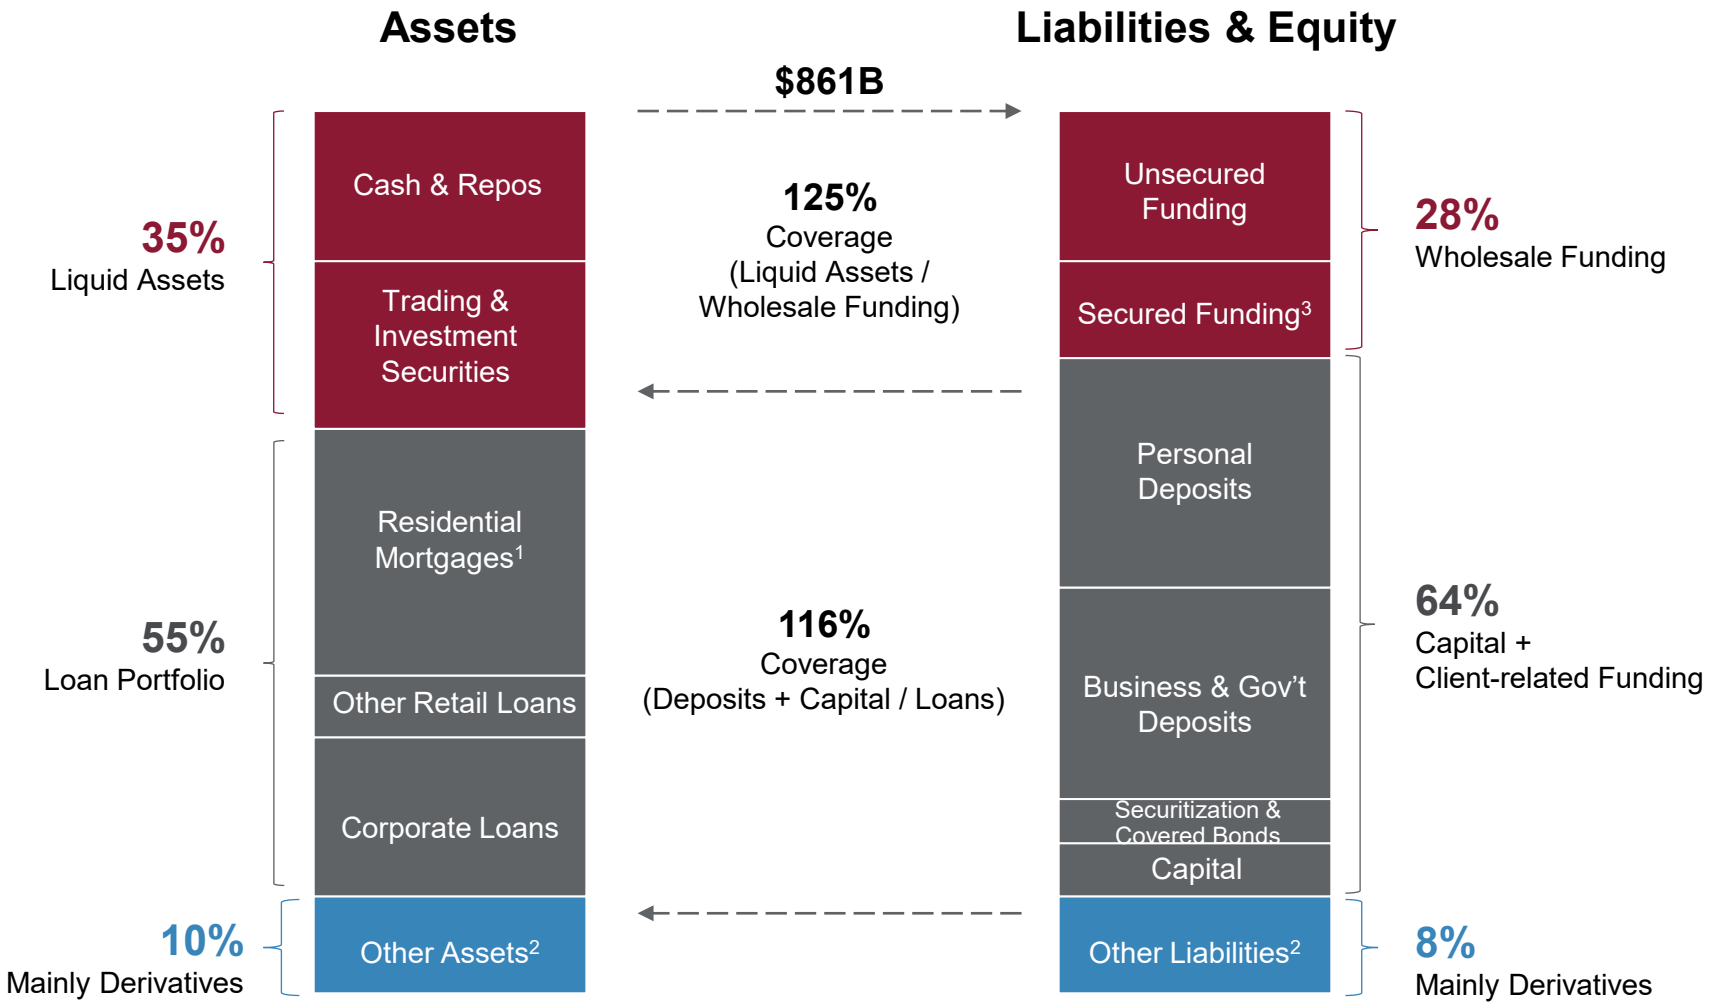 Assets
Liabilities & Equity
$861B
Cash & Repos
Trading &
Investment
Securities
35%
Liquid Assets
125%
Coverage
(Liquid Assets /
Wholesale Funding)
Unsecured
Funding
Secured Funding3
28%
Wholesale Funding
Residential
Mortgages1
Other Retail Loans
Corporate Loans
55%
Loan Portfolio
116%
Coverage
(Deposits + Capital / Loans)
Personal
Deposits
Business & Gov't
Deposits
Securitization &
Covered Bonds
Capital
64%
Capital +
Client-related Funding
10%
Mainly Derivatives
Other Assets2
Other Liabilities2
8%
Mainly Derivatives